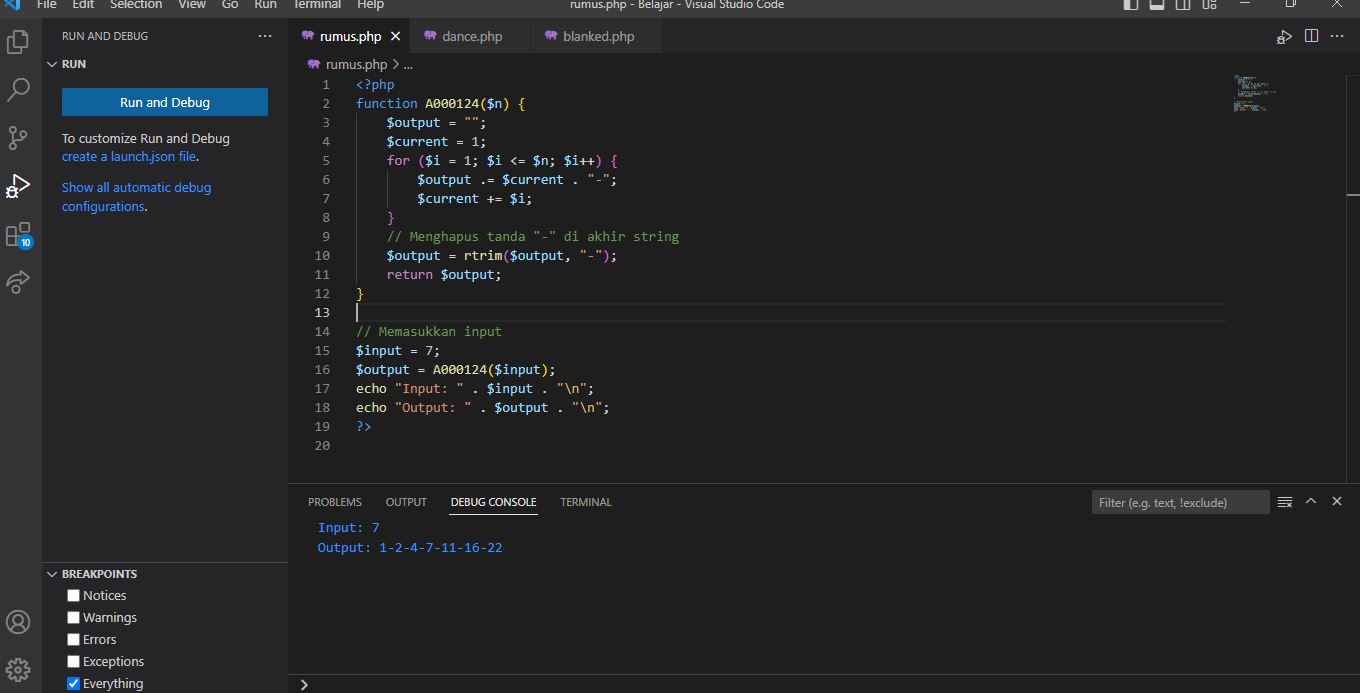 File Edit Selection View Go Run Terminal Help rumus.php - Belajar - Visual Studio Code
RUN AND DEBUG ...
RUN
Run and Debug
To customize Run and Debug
create a launch.json file.
Show all automatic debug
configurations.
10
BREAKPOINTS
Notices
Warnings
Errors
Exceptions
Everything
rumus.php dance.php blanked.php
rumus.php > ...
1 <?php
2 function A000124($n) {
3 $output = "";
4 $current = 1;
5 for ($i = 1; $i <= $n; $i++) {
6 $output .= $current . "-";
7 $current += $i;
8 }
9 // Menghapus tanda "-" di akhir string
10 $output = rtrim($output, "-");
11 return $output;
12 }
13
14 // Memasukkan input
15 $input = 7;
16 $output = A000124($input);
17 echo "Input: " . $input . "\n";
18 echo "Output: " . $output . "\n";
19 ?>
20
PROBLEMS OUTPUT DEBUG CONSOLE TERMINAL Filter (e.g. text, !exclude)
Input: 7
Output: 1-2-4-7-11-16-22